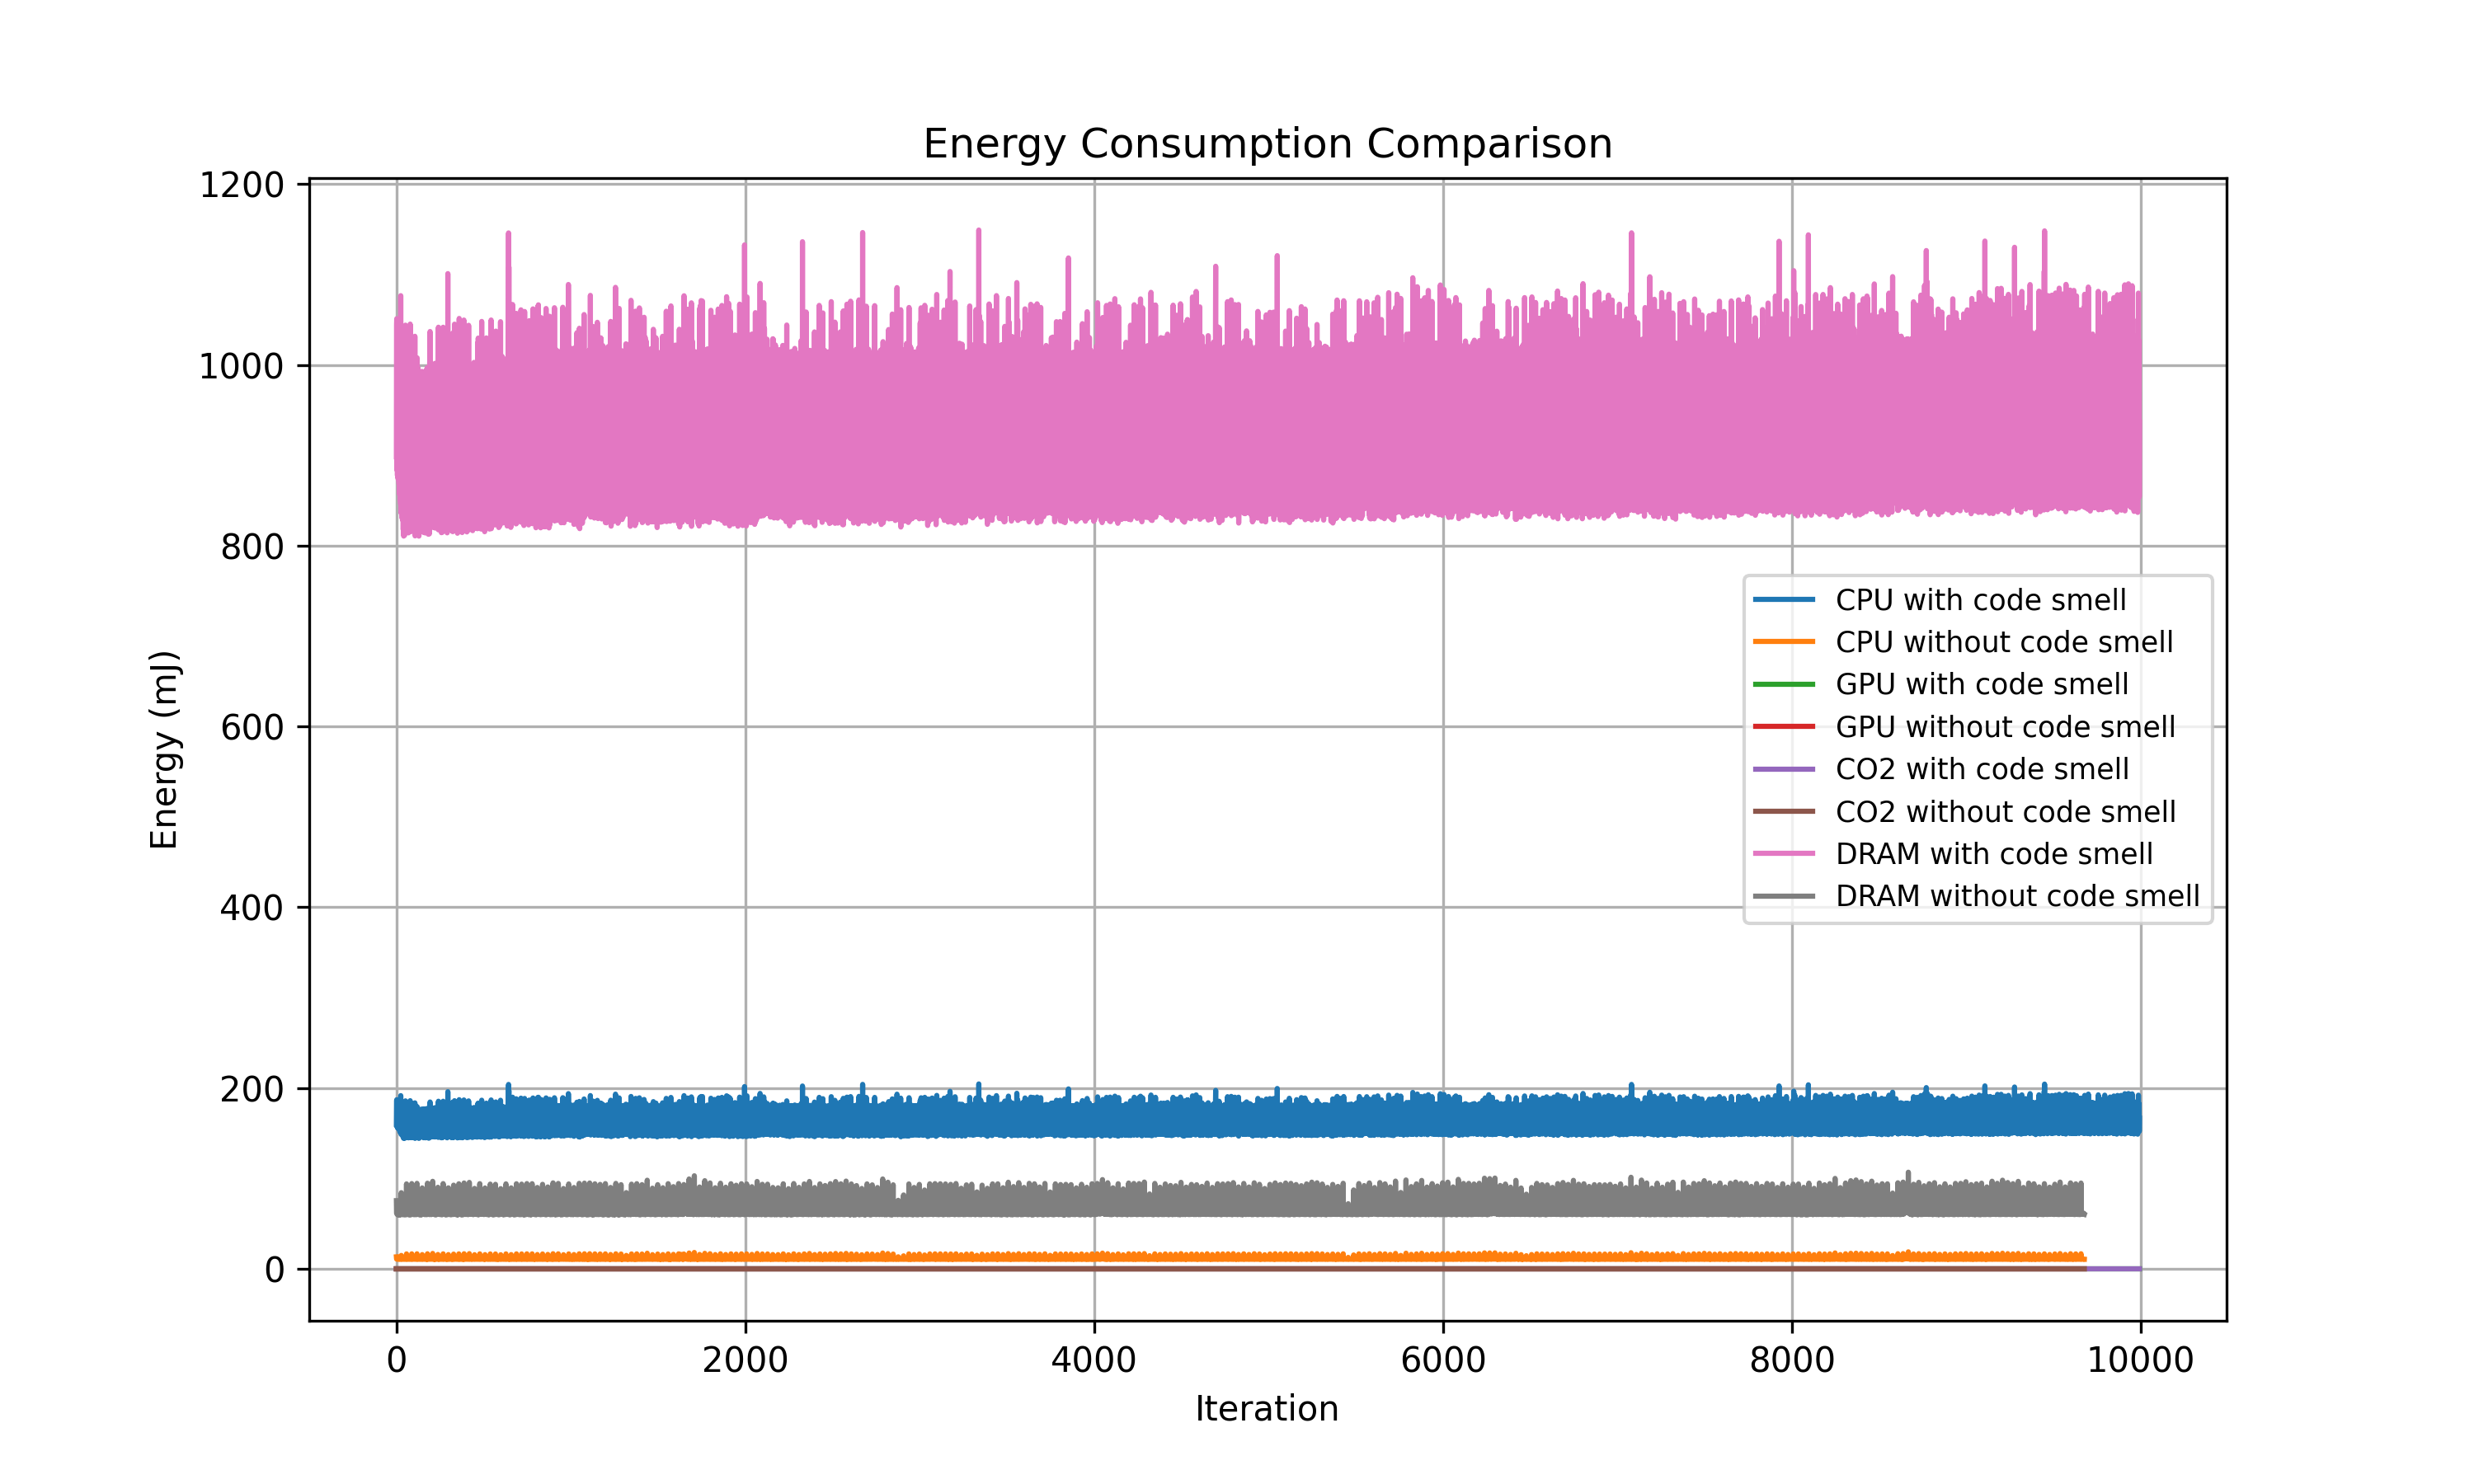 Energy Consumption Comparison
1200
1000
800
600
400
200
0
Energy (mJ)
CPU with code smell
CPU without code smell
GPU with code smell
GPU without code smell
CO2 with code smell
CO2 without code smell
DRAM with code smell
DRAM without code smell
0 2000 4000 6000 8000 10000
Iteration